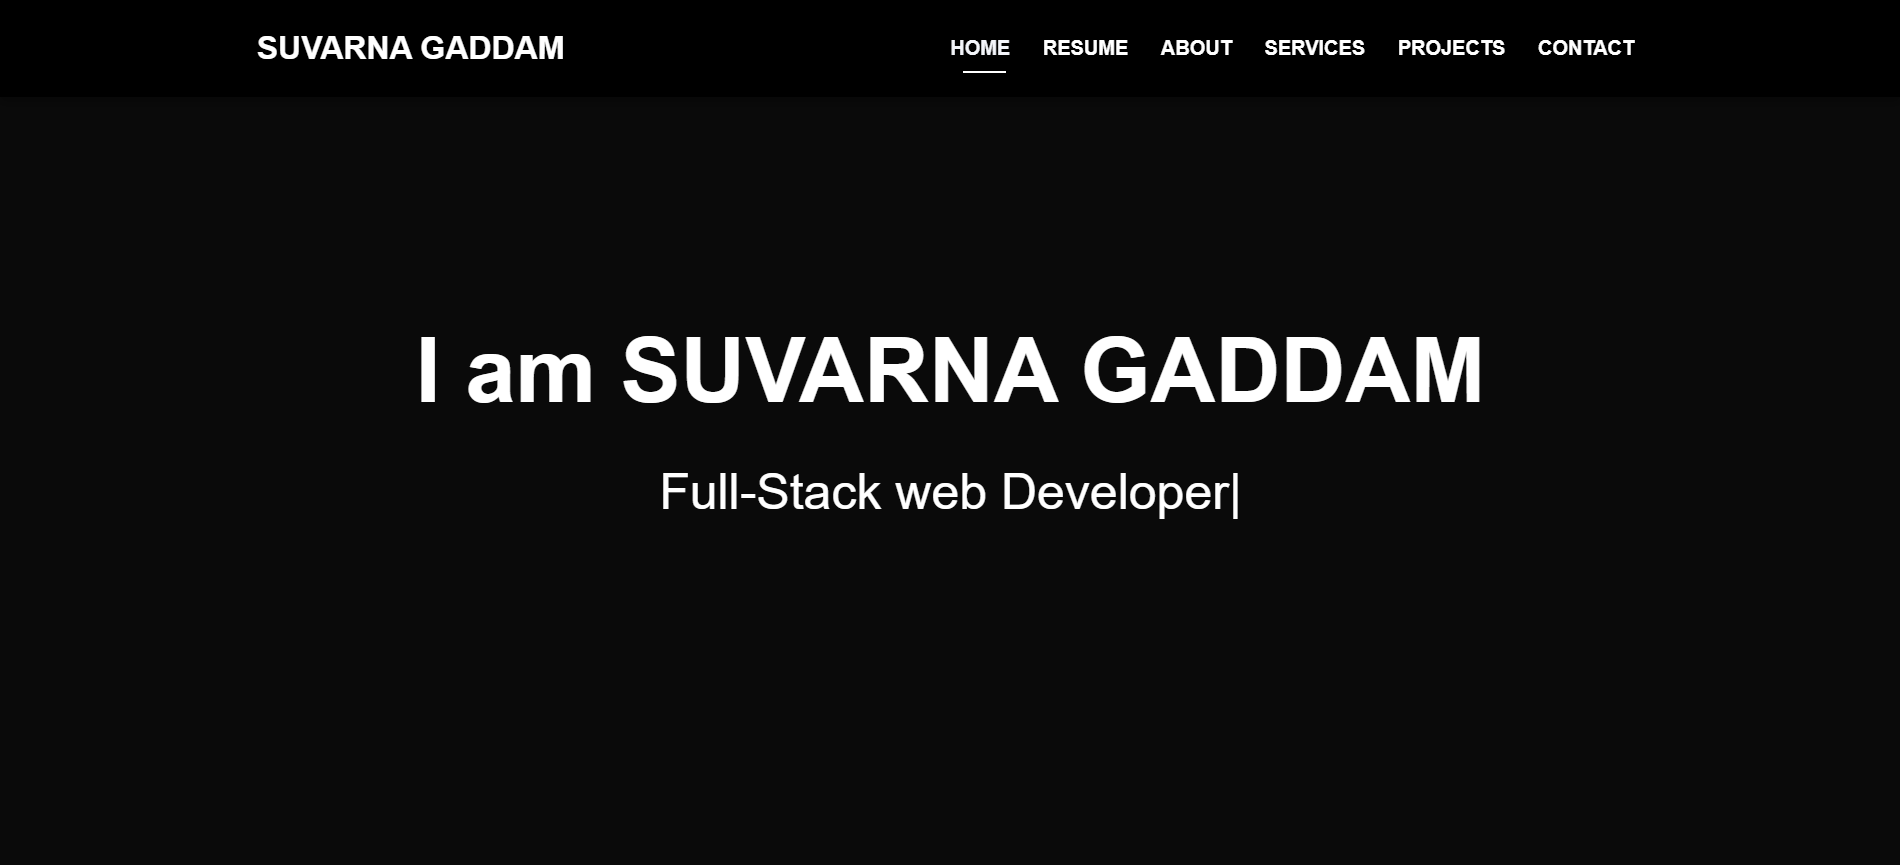 SUVARNA GADDAM HOME RESUME ABOUT SERVICES PROJECTS CONTACT
I am SUVARNA GADDAM
Full-Stack web Developer|